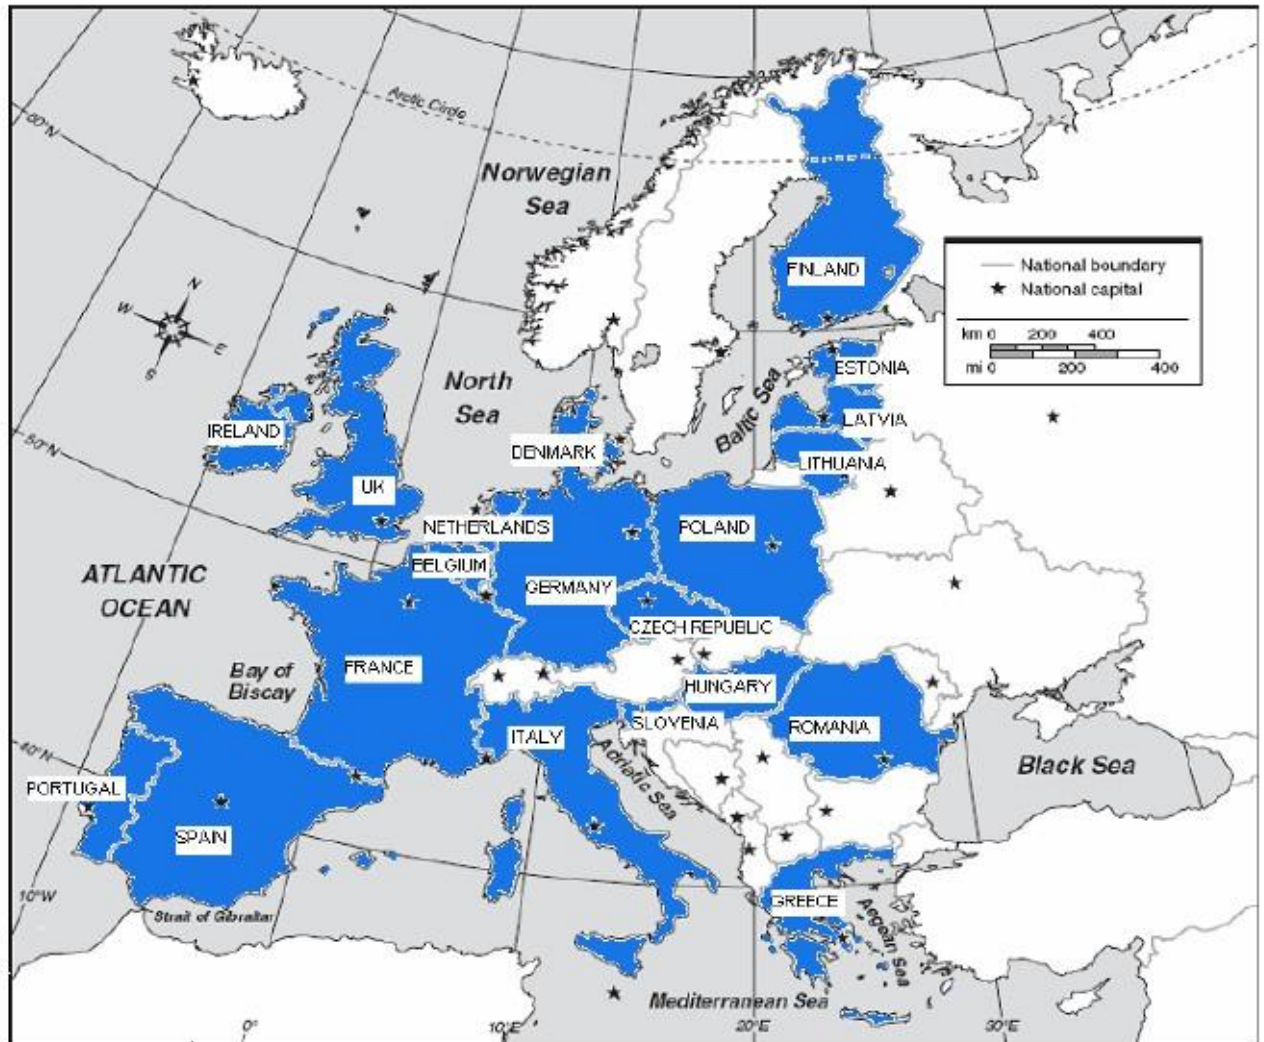 Arctic Circle
60°N
Norwegian
Sea
N
W
E
S
FINLAND
National boundary
National capital
km 0 200 400
mi 0 200 400
North
Sea
Baltic Sea
ESTONIA
LATVIA
LITHUANIA
IRELAND
DENMARK
50°N
UK
NETHERLANDS
POLAND
BELGIUM
GERMANY
ATLANTIC
OCEAN
CZECH REPUBLIC
FRANCE
Bay of
Biscay
HUNGARY
SLOVENIA
ROMANIA
ITALY
40°N
Adriatic Sea
Black Sea
PORTUGAL
SPAIN
10°W
GREECE
Strait of Gibraltar
Aegean Sea
Mediterranean Sea
0°
10°E
20°E
30°E